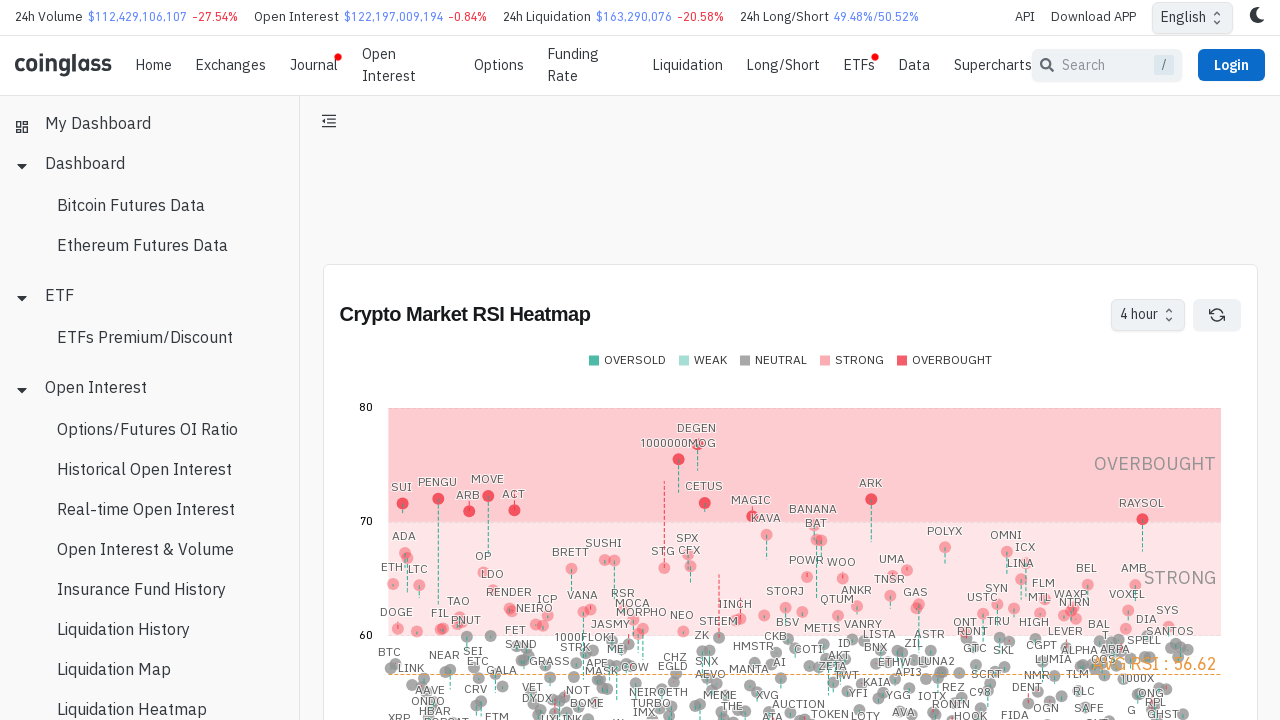 24h Volume $112,429,106,107 -27.54% Open Interest $122,197,009,194 -0.84% 24h Liquidation $163,290,076 -20.58% 24h Long/Short 49.48%/50.52% API Download APP English
coinglass Home Exchanges Journal Open Interest Options Funding Rate Liquidation Long/Short ETFs Data Supercharts Search / Login
My Dashboard
Dashboard
Bitcoin Futures Data
Ethereum Futures Data
ETF
ETFs Premium/Discount
Open Interest
Options/Futures OI Ratio
Historical Open Interest
Real-time Open Interest
Open Interest & Volume
Insurance Fund History
Liquidation History
Liquidation Map
Liquidation Heatmap
Crypto Market RSI Heatmap 4 hour
OVERSOLD WEAK NEUTRAL STRONG OVERBOUGHT
80
DEGEN
1000000MOG
OVERBOUGHT
SUI PENGU MOVE CETUS ARK
ARB ACT MAGIC RAYSOL
BANANA
70 KAVA BAT
ADA SUSHI SPX POLYX OMNI
OP BRETT STG CFX ICX
ETH LTC LDO POWR WOO UMA LINA BEL AMB
STRONG
TNSR FLM
RENDER VANA RSR STORJ ANKR GAS SYN MTL WAXP VOXEL
TAO NEIRO ICP MOCA 1INCH QTUM USTC NTRN
DOGE FIL PNUT JASMY MORPHO NEO STEEM BSV METIS VANRY ONT TRU HIGH BAL DIA SYS
60 FET 1000FLOKI ZK CKB LISTA ASTR RDNT LEVER SANTOS
BTC NEAR SEI SAND STRK ME HMSTR COTI ID BNX ZIL GTC SKL CGPT ALPHA ARPA SPELL
LINK ETC GRASS APE COW CHZ SNX AI AKT ETHW LUNA2 LUMIA
AVG RSI : 56.62
GALA MASK EGLD AEVO MANTA ZETA TWT API3 SCRT NMR TLM
AAVE CRV VET NOT NEIROETH MEME XVG YFI KAIA REZ C98 DENT RLC ONG
ONDO DYDX BOME TURBO THE AUCTION YGG IOTX RONIN OGN SAFE G RPL
XRP HBAR FTM UXLINK IMX ATA TOKEN LOTY AVA HOOK FIDA GHST